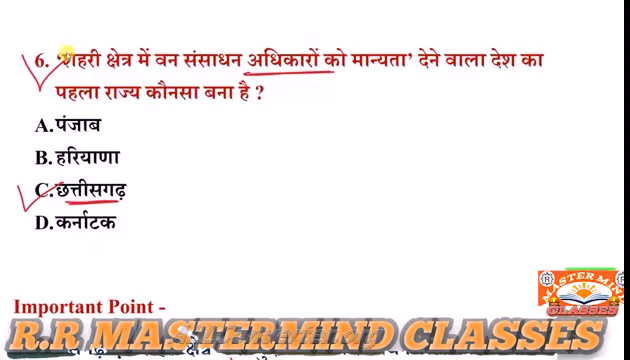 6. ‘शहरी क्षेत्र में वन संसाधन अधिकारों को मान्यता’ देने वाला देश का
पहला राज्य कौनसा बना है ?
A. पंजाब
B. हरियाणा
C. छत्तीसगढ़
D. कर्नाटक
MASTER MIND
CLASSES
Important Point -
R.R MASTERMIND CLASSES